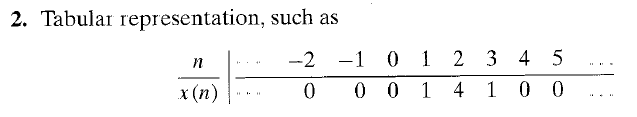 2. Tabular representation, such as
n | ... -2 -1 0 1 2 3 4 5 ...
x(n) | ... 0 0 0 1 4 1 0 0 ...